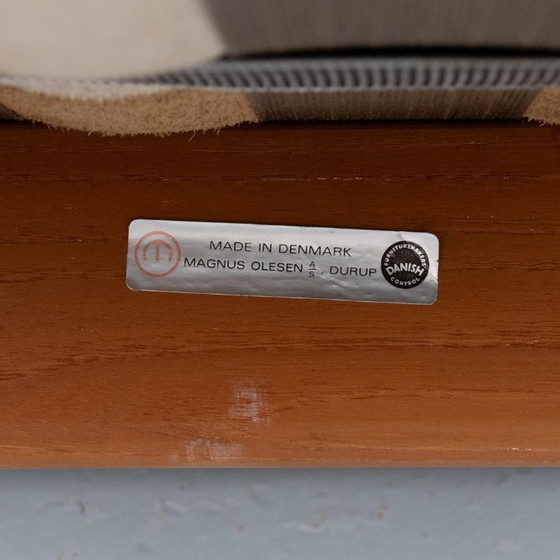 MADE IN DENMARK
MAGNUS OLESEN A/S, DURUP
FURNITUREMAKERS'
DANISH
CONTROL